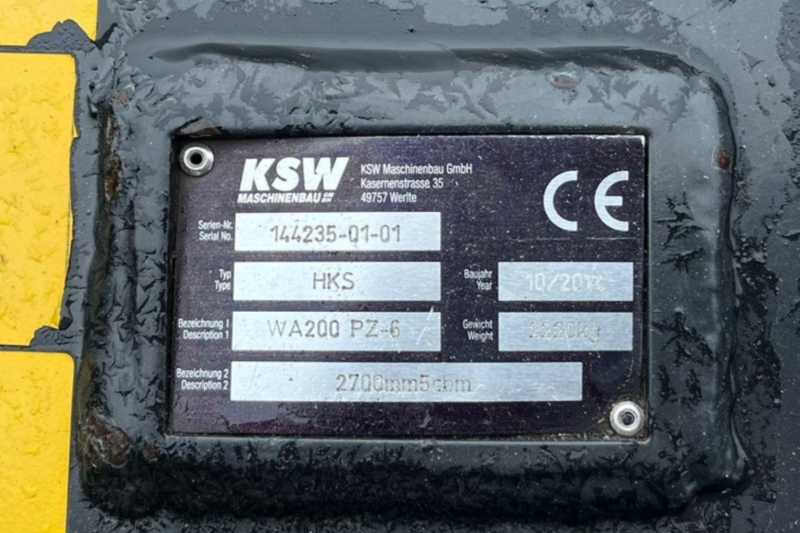 KSW
MASCHINENBAU
KSW Maschinenbau GmbH
Kasernenstrasse 35
49757 Werlte
CE
Serien-Nr.
Serial No.
144235-01-01
Typ
Type
HKS
Baujahr
Year
Bezeichnung 1
Description 1
WA200 PZ-6
Gewicht
Weight
Bezeichnung 2
Description 2
2700mm5cbm